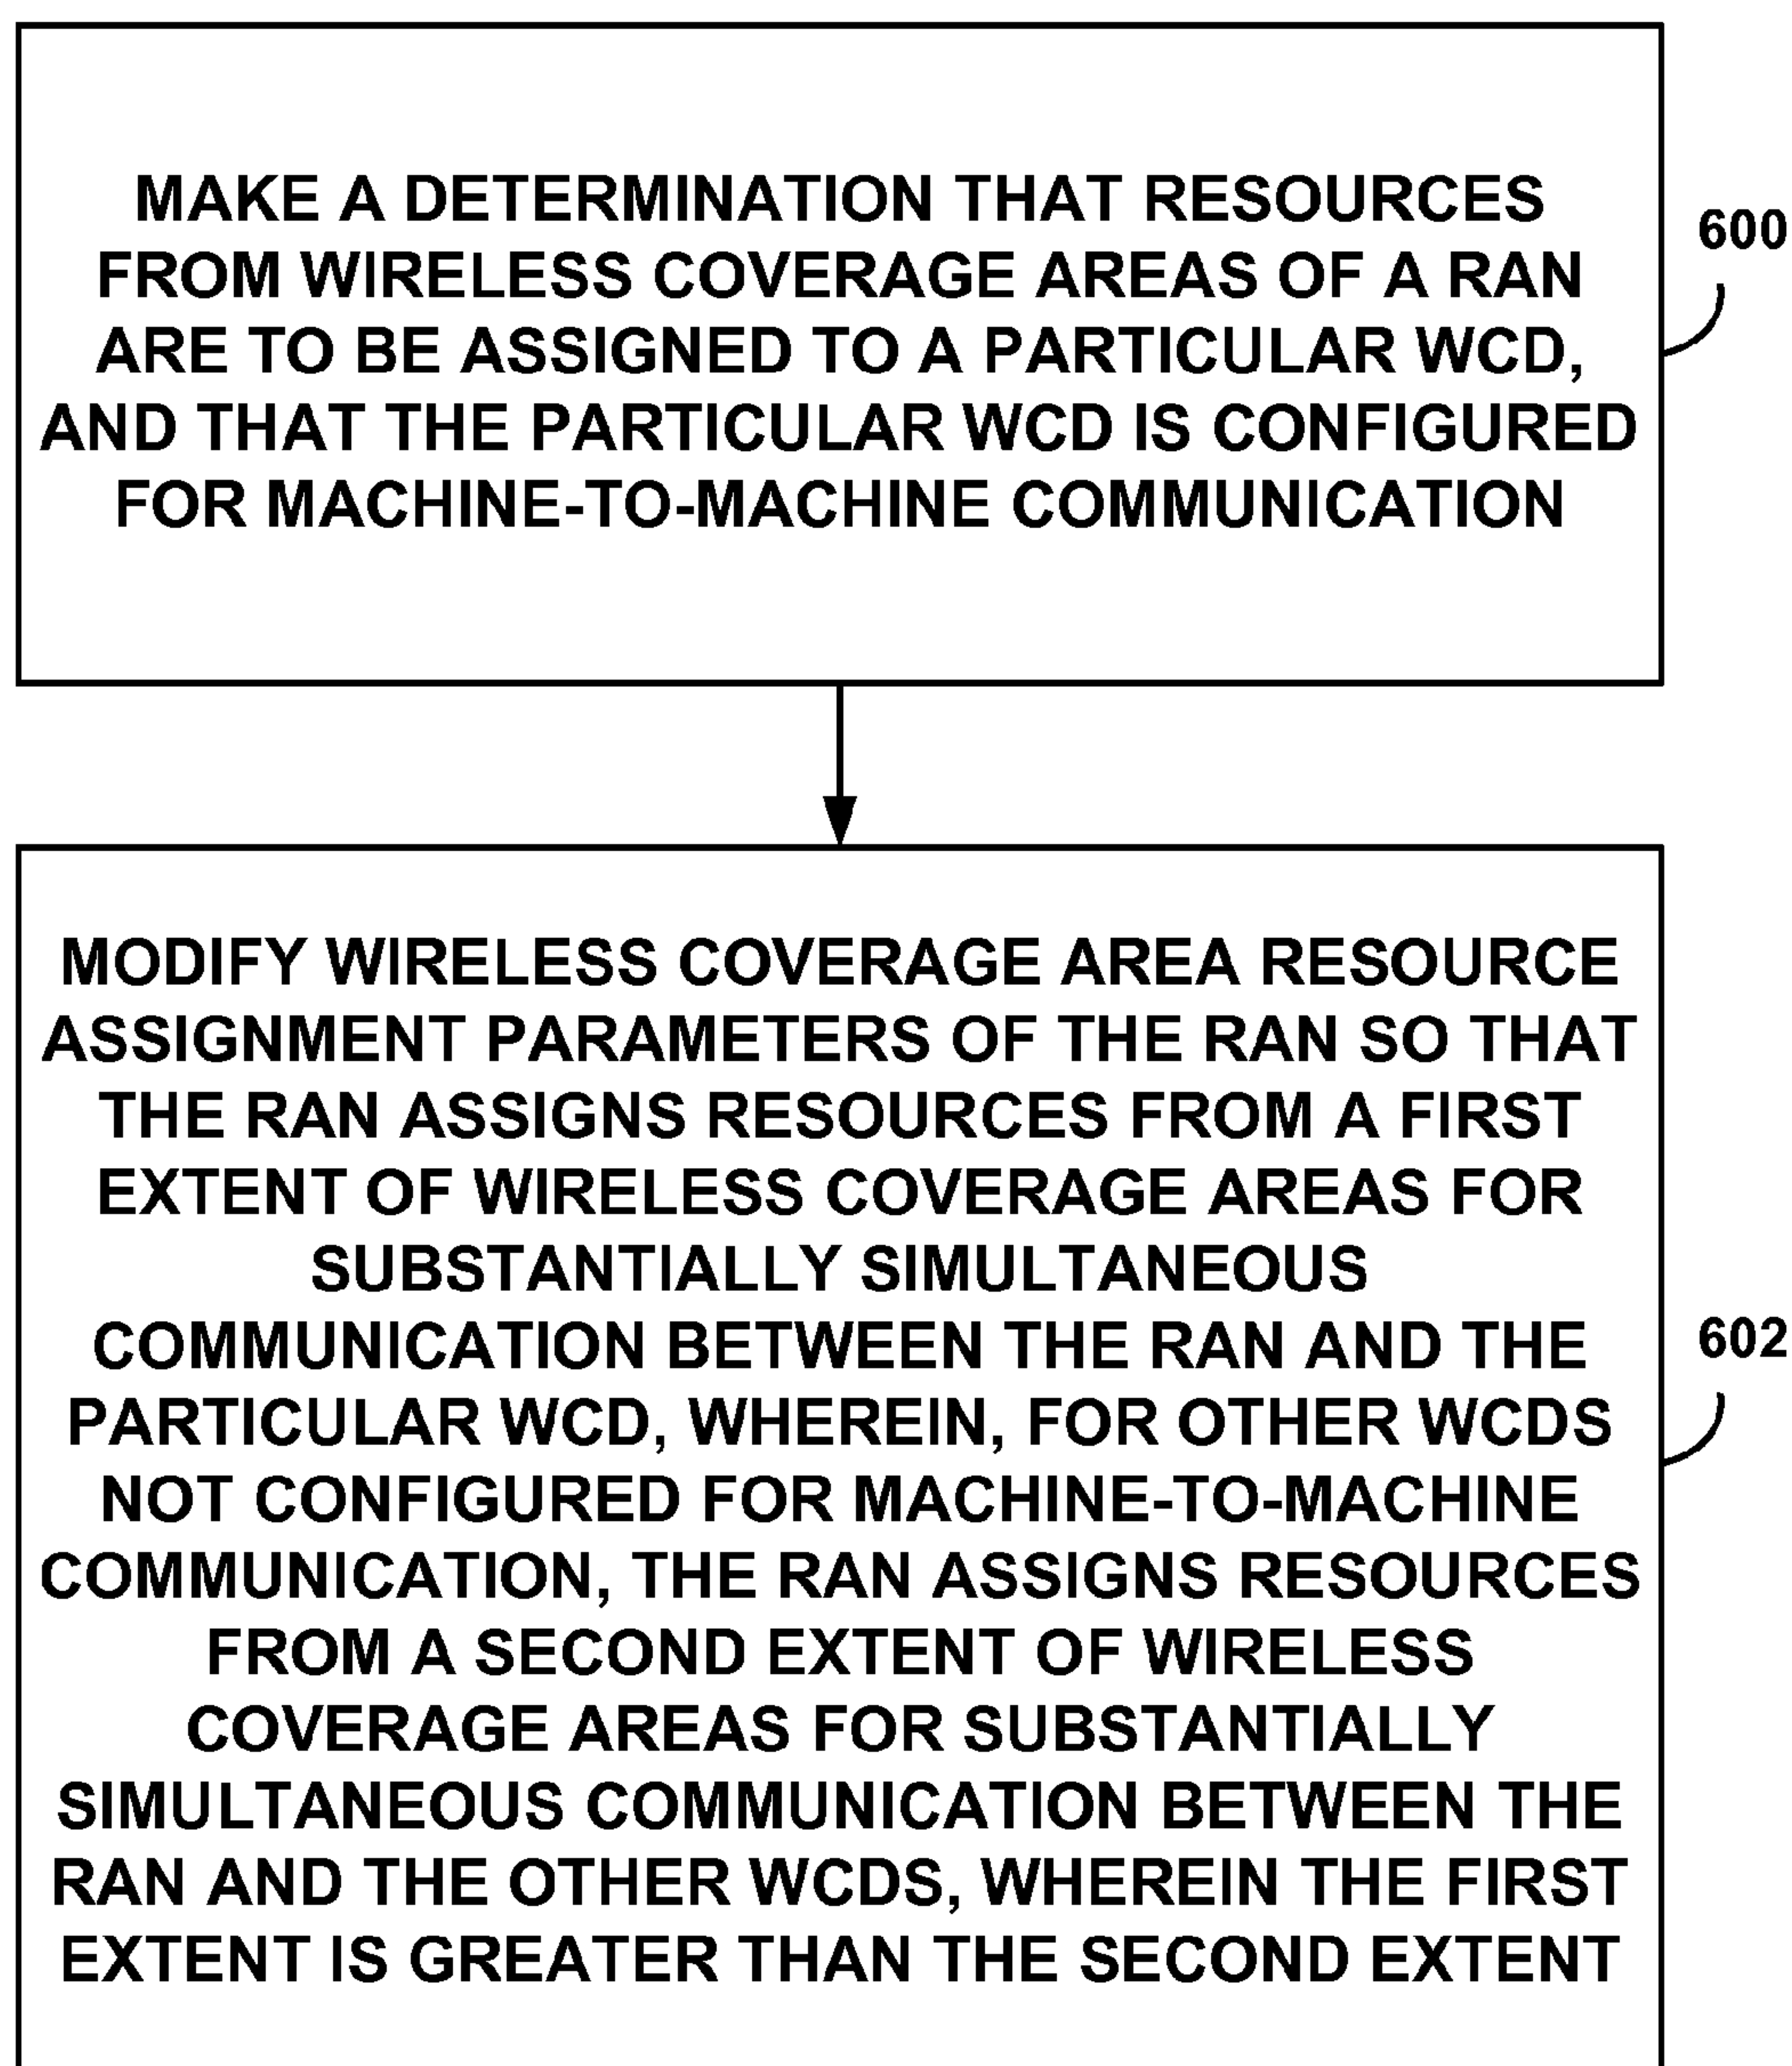 MAKE A DETERMINATION THAT RESOURCES
FROM WIRELESS COVERAGE AREAS OF A RAN
ARE TO BE ASSIGNED TO A PARTICULAR WCD,
AND THAT THE PARTICULAR WCD IS CONFIGURED
FOR MACHINE-TO-MACHINE COMMUNICATION
600
MODIFY WIRELESS COVERAGE AREA RESOURCE
ASSIGNMENT PARAMETERS OF THE RAN SO THAT
THE RAN ASSIGNS RESOURCES FROM A FIRST
EXTENT OF WIRELESS COVERAGE AREAS FOR
SUBSTANTIALLY SIMULTANEOUS
COMMUNICATION BETWEEN THE RAN AND THE
PARTICULAR WCD, WHEREIN, FOR OTHER WCDS
NOT CONFIGURED FOR MACHINE-TO-MACHINE
COMMUNICATION, THE RAN ASSIGNS RESOURCES
FROM A SECOND EXTENT OF WIRELESS
COVERAGE AREAS FOR SUBSTANTIALLY
SIMULTANEOUS COMMUNICATION BETWEEN THE
RAN AND THE OTHER WCDS, WHEREIN THE FIRST
EXTENT IS GREATER THAN THE SECOND EXTENT
602